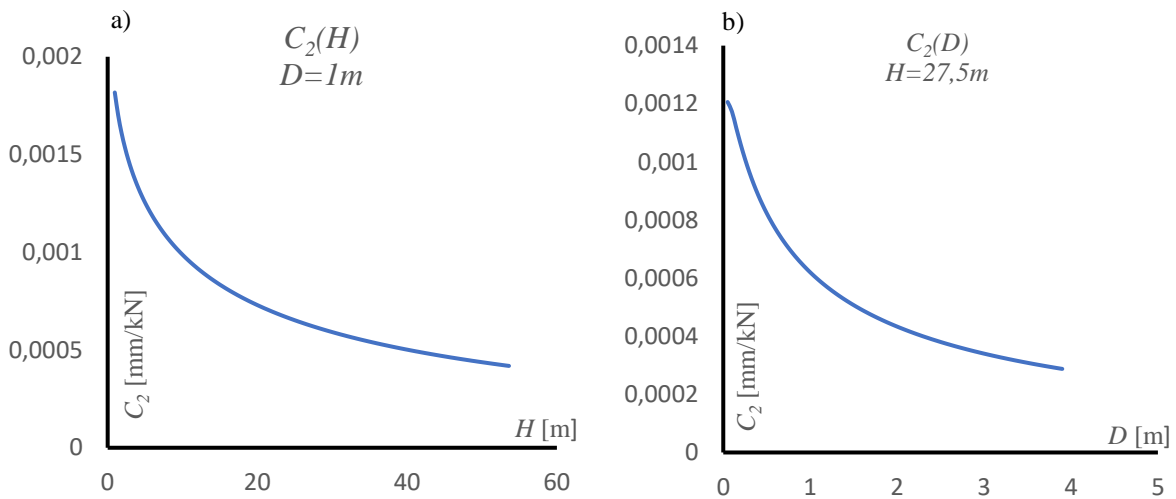 a)
C₂(H)
D=1m
0,002
0,0015
0,001
0,0005
0
C₂ [mm/kN]
H [m]
0
20
40
60
b)
C₂(D)
H=27,5m
0,0014
0,0012
0,001
0,0008
0,0006
0,0004
0,0002
0
C₂ [mm/kN]
D [m]
0
1
2
3
4
5